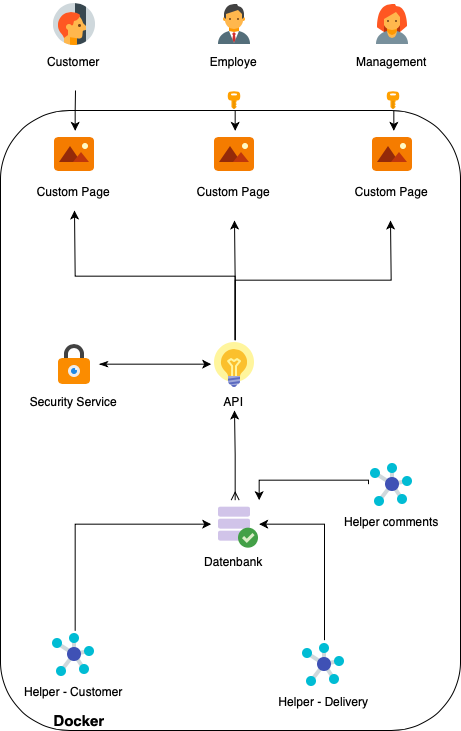 Customer
Employe
Management
Custom Page
Custom Page
Custom Page
Security Service
API
Helper comments
Datenbank
Helper - Customer
Helper - Delivery
Docker